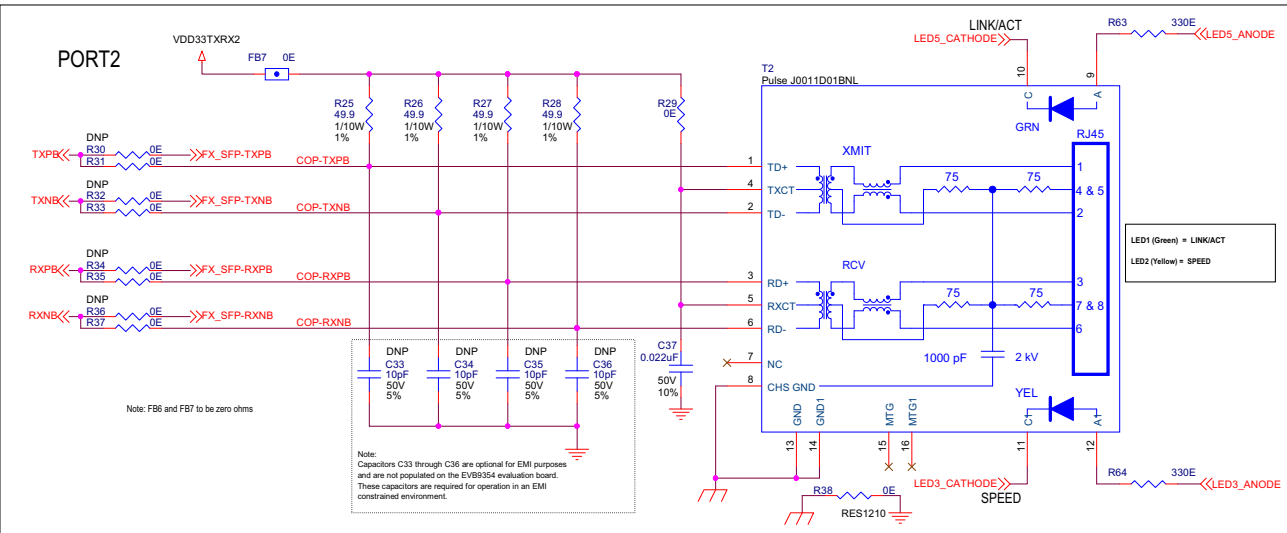 PORT2
VDD33TXRX2
FB7 0E
R25
49.9
1/10W
1%
R26
49.9
1/10W
1%
R27
49.9
1/10W
1%
R28
49.9
1/10W
1%
R29
0E
LINK/ACT
LED5_CATHODE
R63 330E
LED5_ANODE
T2
Pulse J0011D01BNL
10
9
C
A
GRN
RJ45
DNP
TXPB
R30 0E
FX_SFP-TXPB
R31 0E
COP-TXPB
DNP
TXNB
R32 0E
FX_SFP-TXNB
R33 0E
COP-TXNB
DNP
RXPB
R34 0E
FX_SFP-RXPB
R35 0E
COP-RXPB
DNP
RXNB
R36 0E
FX_SFP-RXNB
R37 0E
COP-RXNB
1 TD+
4 TXCT
2 TD-
3 RD+
5 RXCT
6 RD-
7 NC
8 CHS GND
XMIT
75 75
RCV
75 75
1
4 & 5
2
3
7 & 8
6
1000 pF 2 kV
LED1 (Green) = LINK/ACT
LED2 (Yellow) = SPEED
DNP
C33
10pF
50V
5%
DNP
C34
10pF
50V
5%
DNP
C35
10pF
50V
5%
DNP
C36
10pF
50V
5%
C37
0.022uF
50V
10%
Note: FB6 and FB7 to be zero ohms
Note:
Capacitors C33 through C36 are optional for EMI purposes
and are not populated on the EVB9354 evaluation board.
These capacitors are required for operation in an EMI
constrained environment.
GND
GND1
MTG
MTG1
13
14
15
16
YEL
C1
A1
11
12
LED3_CATHODE
SPEED
R64 330E
LED3_ANODE
R38 0E
RES1210